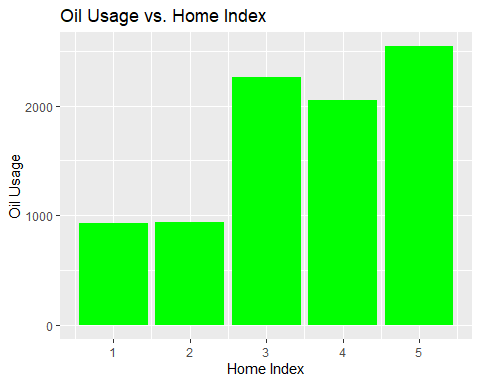 Oil Usage vs. Home Index
2000
1000
0
Oil Usage
1 2 3 4 5
Home Index